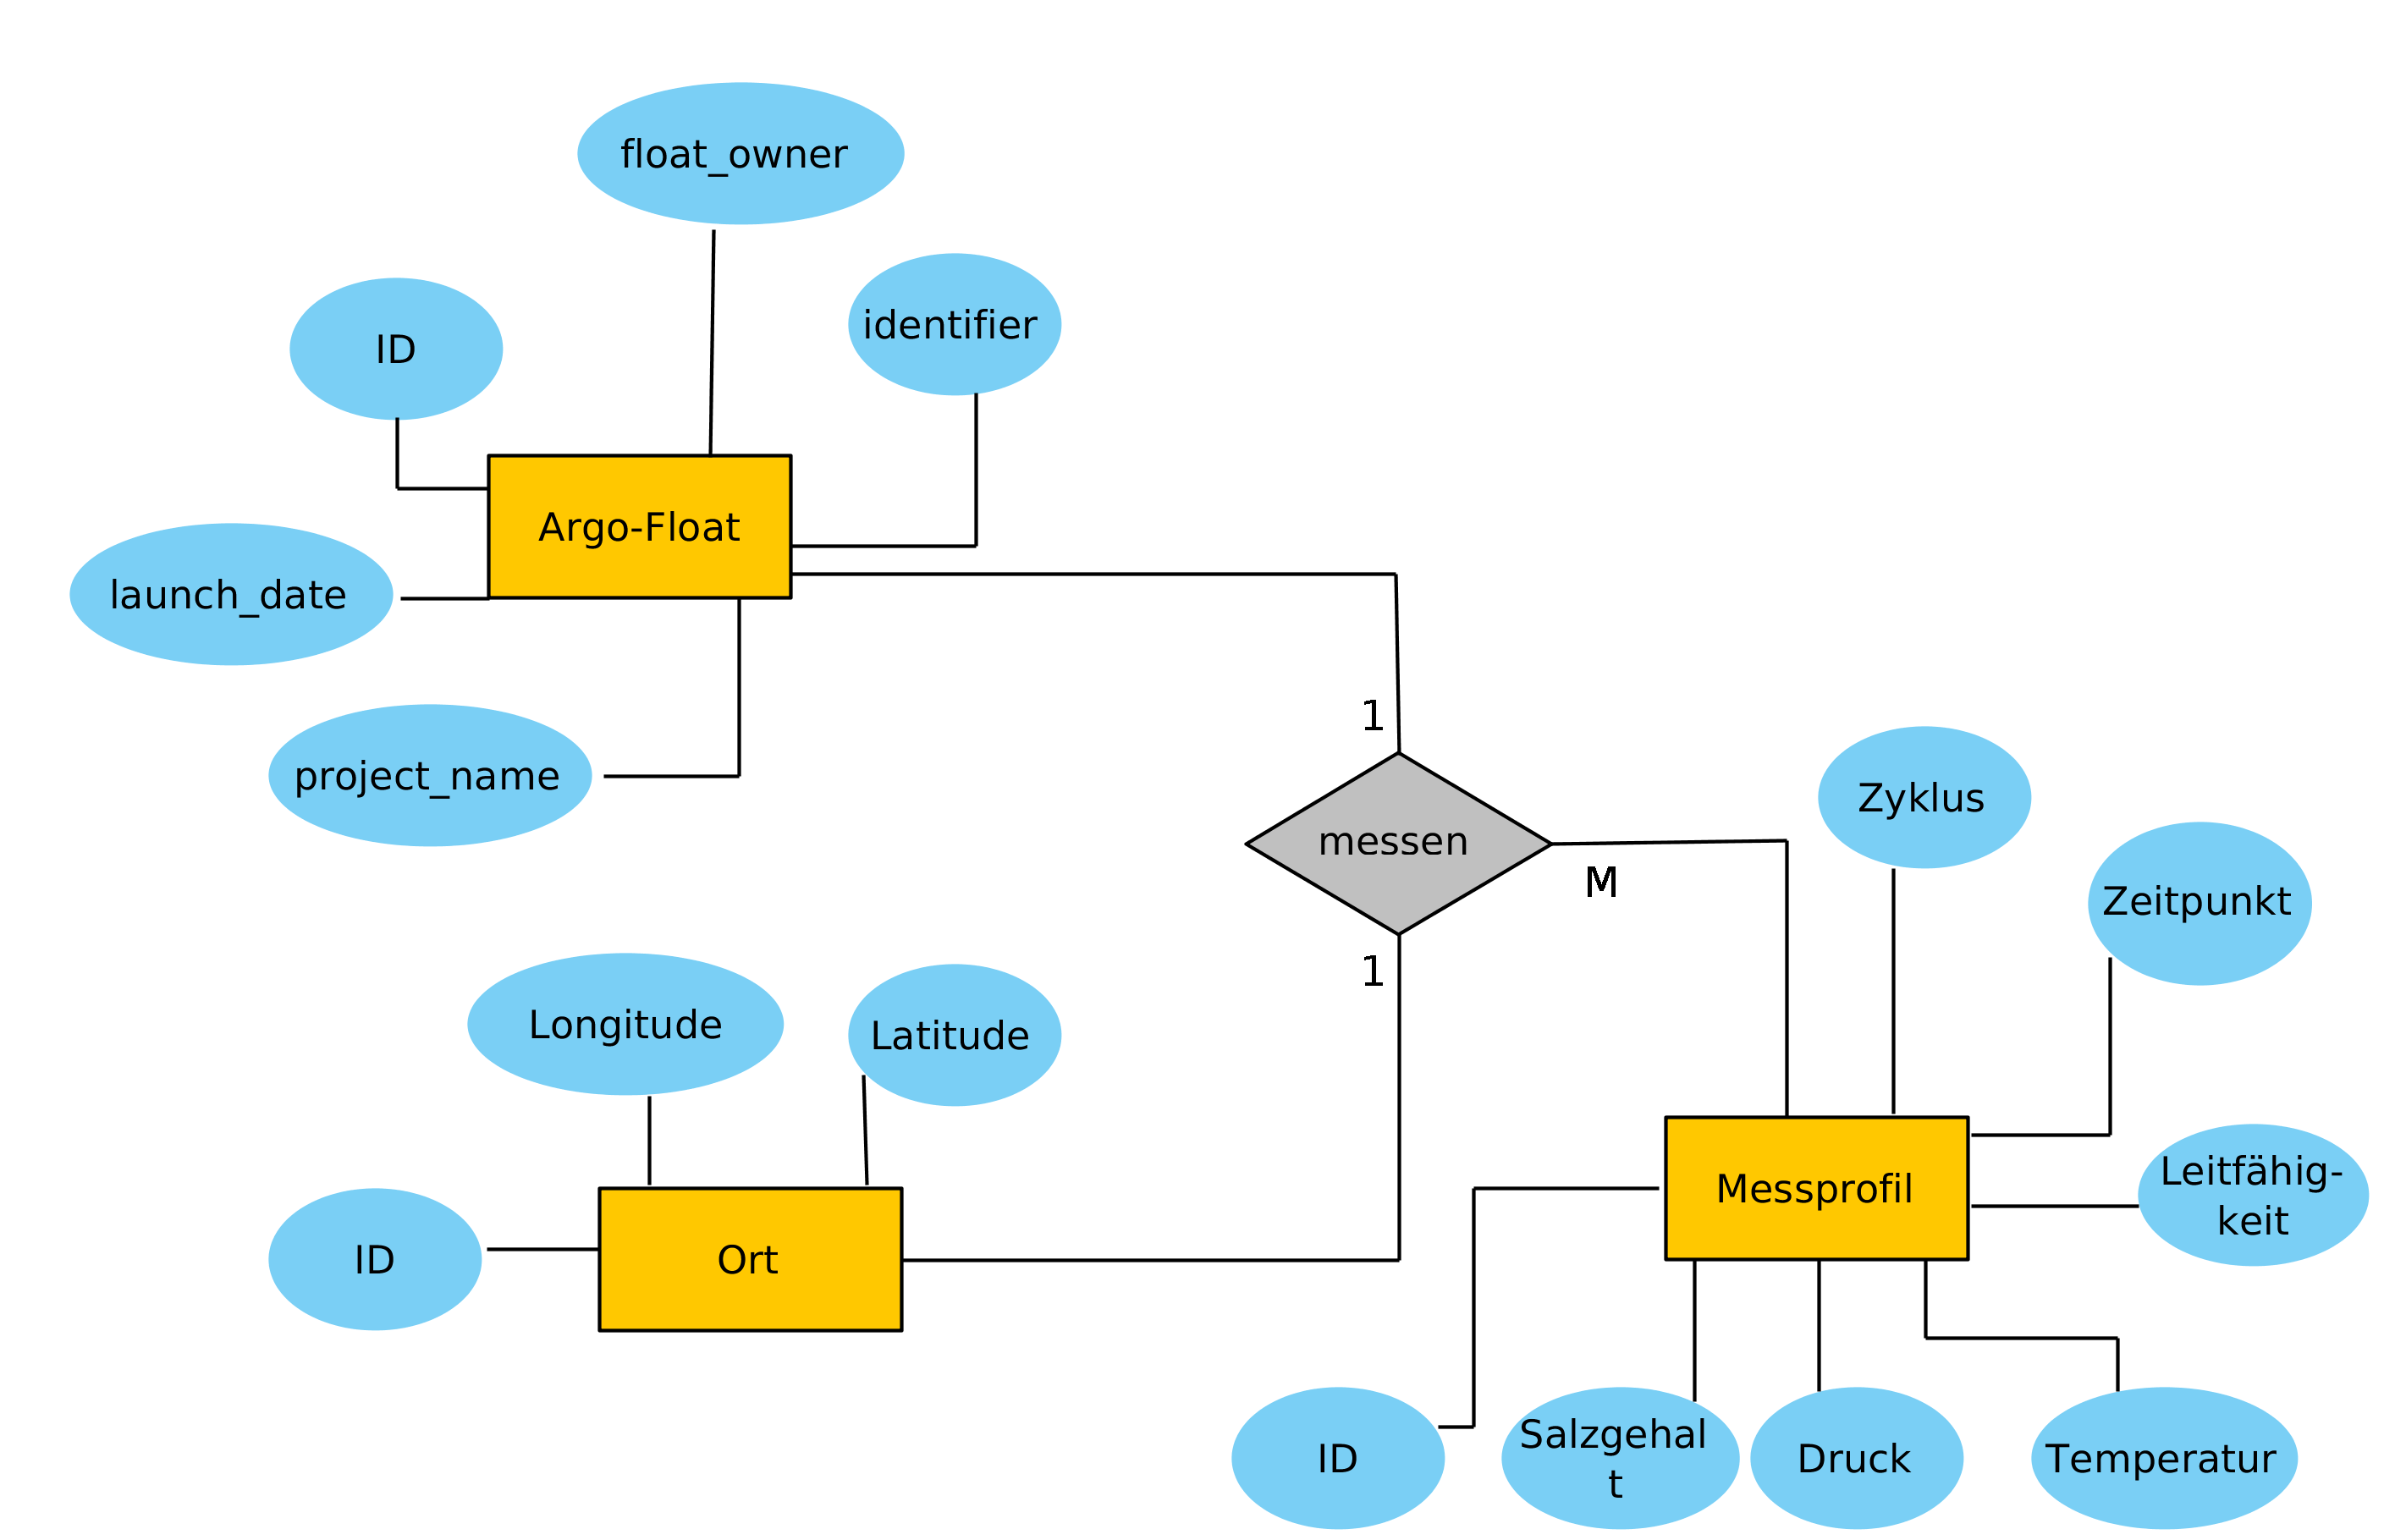 float_owner
identifier
ID
Argo-Float
launch_date
project_name
1
messen
M
1
Zyklus
Zeitpunkt
Longitude
Latitude
ID
Ort
Messprofil
Leitfähig-
keit
ID
Salzgehal
t
Druck
Temperatur